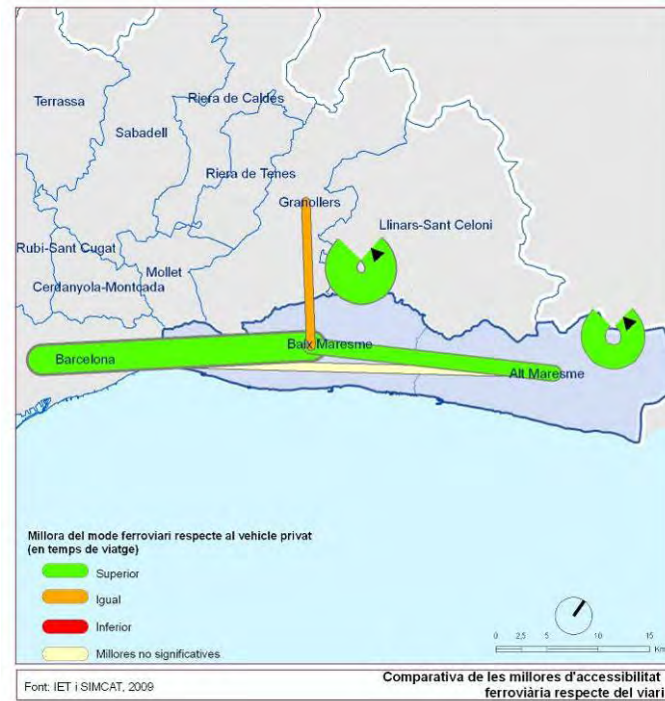 Terrassa
Riera de Caldes
Sabadell
Riera de Tenes
Granollers
Llinars-Sant Celoni
Rubí-Sant Cugat
Mollet
Cerdanyola-Montcada
Baix Maresme
Barcelona
Alt Maresme
Millora del mode ferroviari respecte al vehicle privat
(en temps de viatge)
Superior
Igual
Inferior
Millores no significatives
0 2,5 5 10 15
Km
Font: IET i SIMCAT, 2009
Comparativa de les millores d'accessibilitat
ferroviària respecte del viari